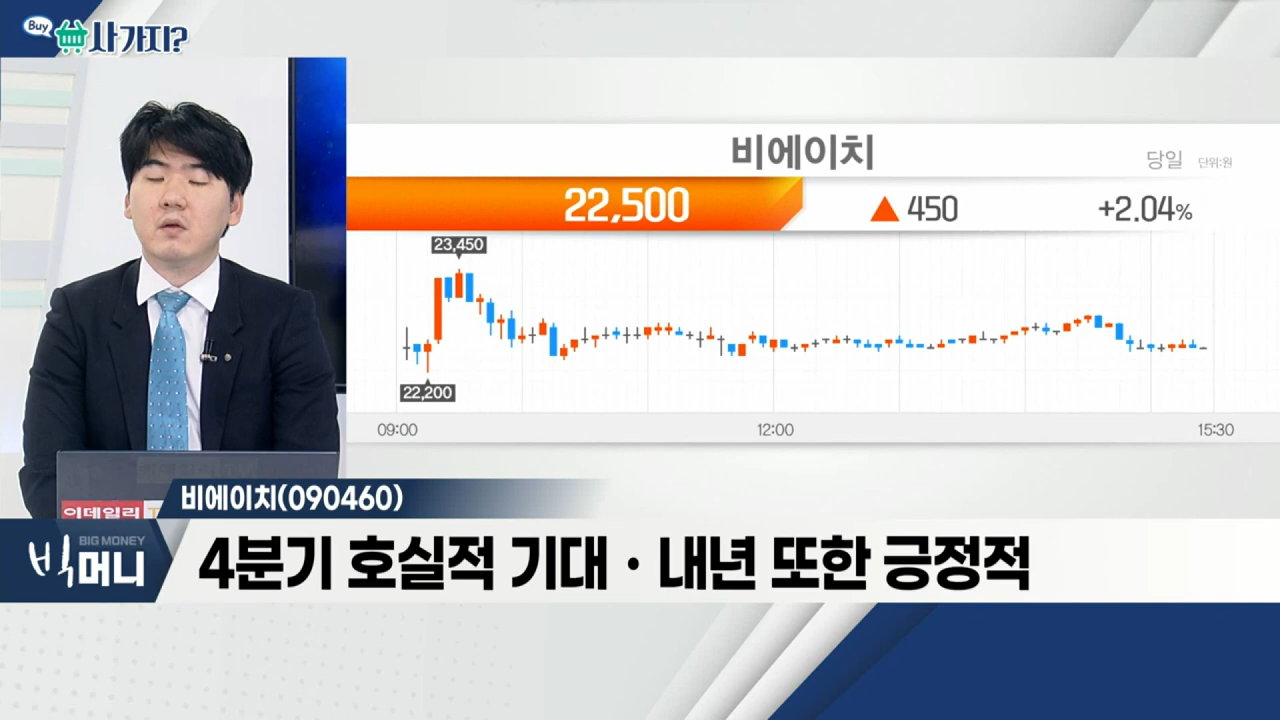 Buy 사가지?
비에이치
당일 단위:원
22,500 ▲ 450 +2.04%
23,450
22,200
09:00 12:00 15:30
비에이치(090460)
이데일리 T
BIG MONEY
빅머니
4분기 호실적 기대·내년 또한 긍정적